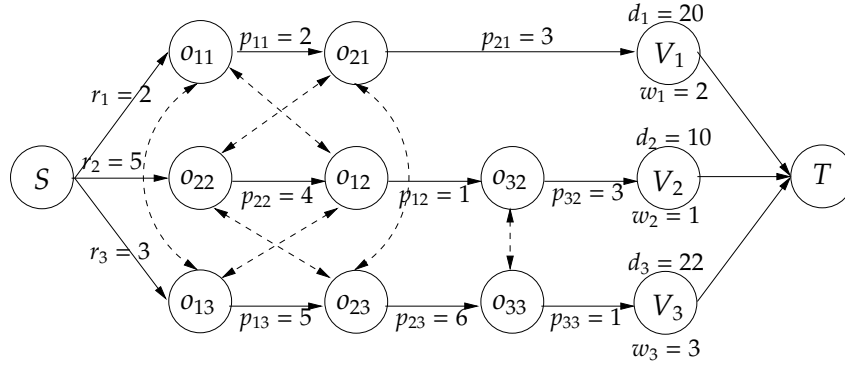 d₁ = 20
o₁₁ p₁₁ = 2 o₂₁ p₂₁ = 3 V₁
r₁ = 2 w₁ = 2
d₂ = 10
S r₂ = 5 o₂₂ p₂₂ = 4 o₁₂ p₁₂ = 1 o₃₂ p₃₂ = 3 V₂ T
w₂ = 1
r₃ = 3 d₃ = 22
o₁₃ p₁₃ = 5 o₂₃ p₂₃ = 6 o₃₃ p₃₃ = 1 V₃
w₃ = 3